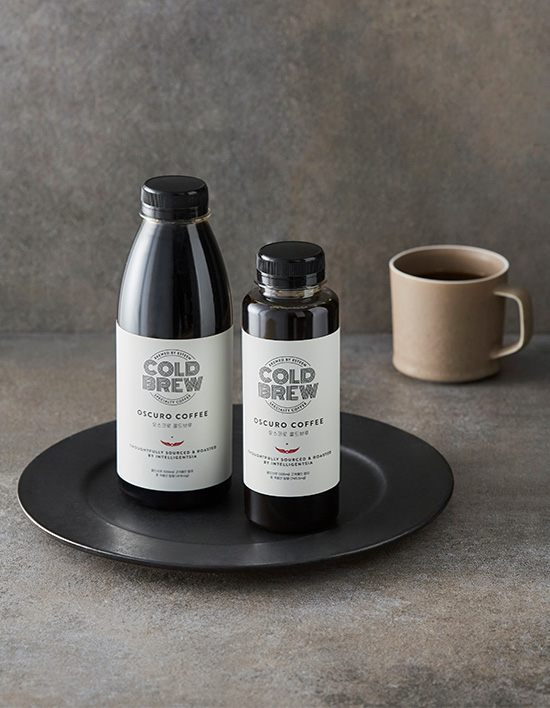 BREWED BY ESTEEM
COLD
BREW
SPECIALTY COFFEE
OSCURO COFFEE
오스쿠로 콜드브루
THOUGHTFULLY SOURCED & ROASTED
BY INTELLIGENTSIA
BREWED BY ESTEEM
COLD
BREW
SPECIALTY COFFEE
OSCURO COFFEE
오스쿠로 콜드브루
THOUGHTFULLY SOURCED & ROASTED
BY INTELLIGENTSIA